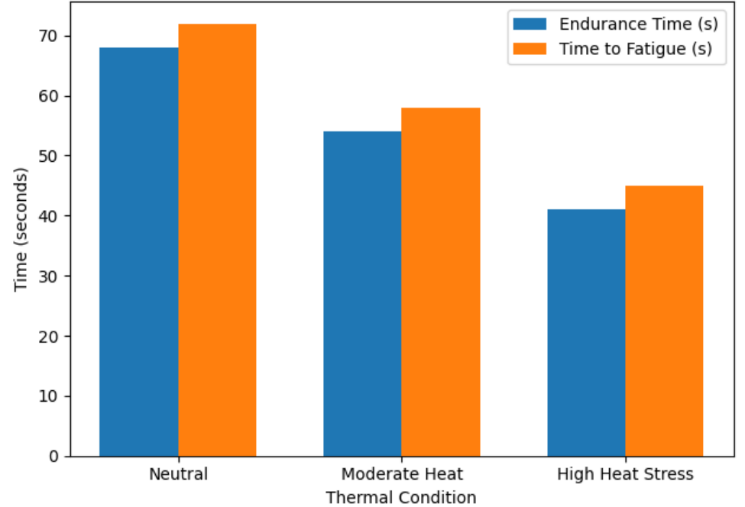 Endurance Time (s)
Time to Fatigue (s)
70
60
50
40
30
20
10
0
Time (seconds)
Neutral Moderate Heat High Heat Stress
Thermal Condition